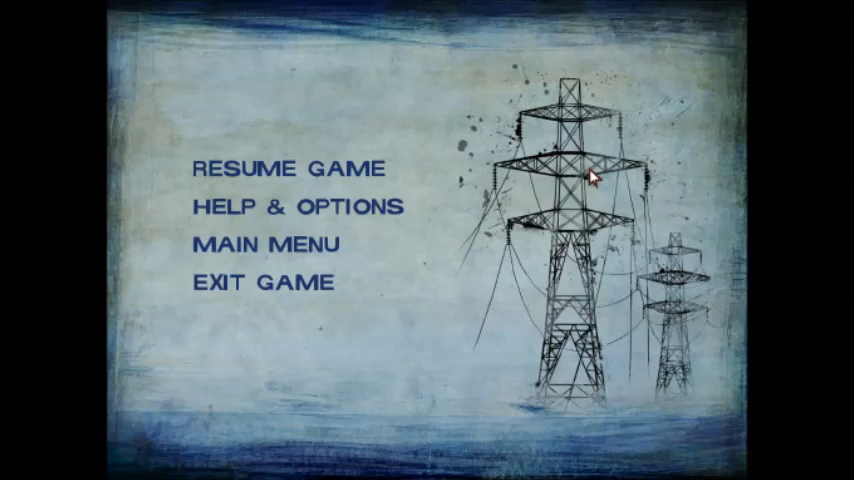 RESUME GAME
HELP & OPTIONS
MAIN MENU
EXIT GAME